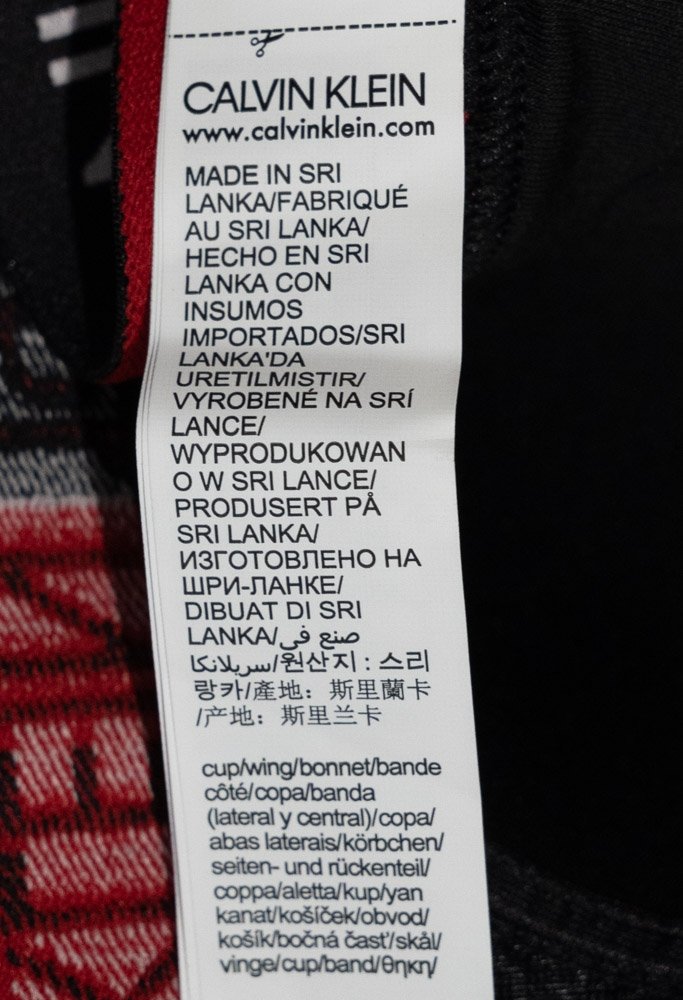 CALVIN KLEIN
www.calvinklein.com
MADE IN SRI
LANKA/FABRIQUÉ
AU SRI LANKA/
HECHO EN SRI
LANKA CON
INSUMOS
IMPORTADOS/SRI
LANKA'DA
URETILMISTIR/
VYROBENÉ NA SRÍ
LANCE/
WYPRODUKOWAN
O W SRI LANCE/
PRODUSERT PÅ
SRI LANKA/
ИЗГОТОВЛЕНО НА
ШРИ-ЛАНКЕ/
DIBUAT DI SRI
LANKA/صنع في
سريلانكا/원산지 : 스리
랑카/產地：斯里蘭卡
/产地：斯里兰卡
cup/wing/bonnet/bande
côté/copa/banda
(lateral y central)/copa/
abas laterais/körbchen/
seiten- und rückenteil/
coppa/aletta/kup/yan
kanat/košíček/obvod/
košík/bočná časť/skål/
vinge/cup/band/θηκη/